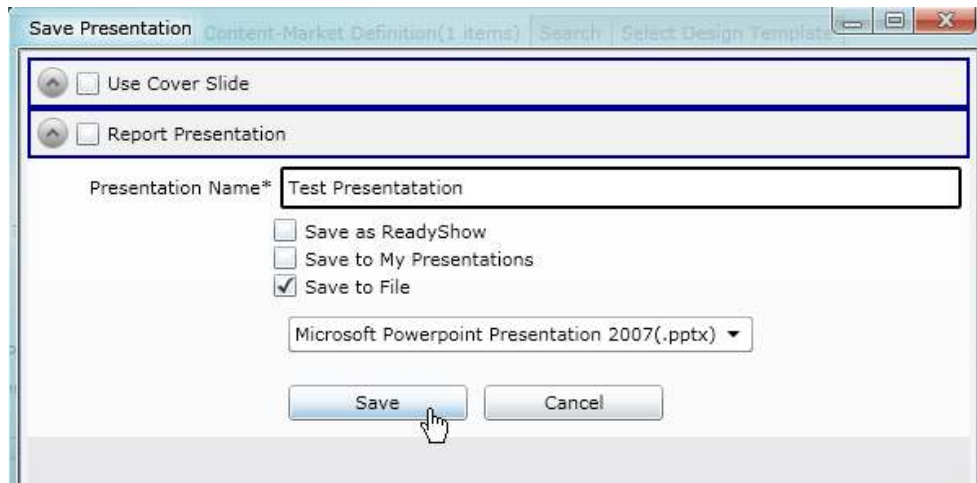 Save Presentation Content-Market Definition(1 items) Search Select Design Template
Use Cover Slide
Report Presentation
Presentation Name* Test Presentatation
Save as ReadyShow
Save to My Presentations
Save to File
Microsoft Powerpoint Presentation 2007(.pptx)
Save Cancel